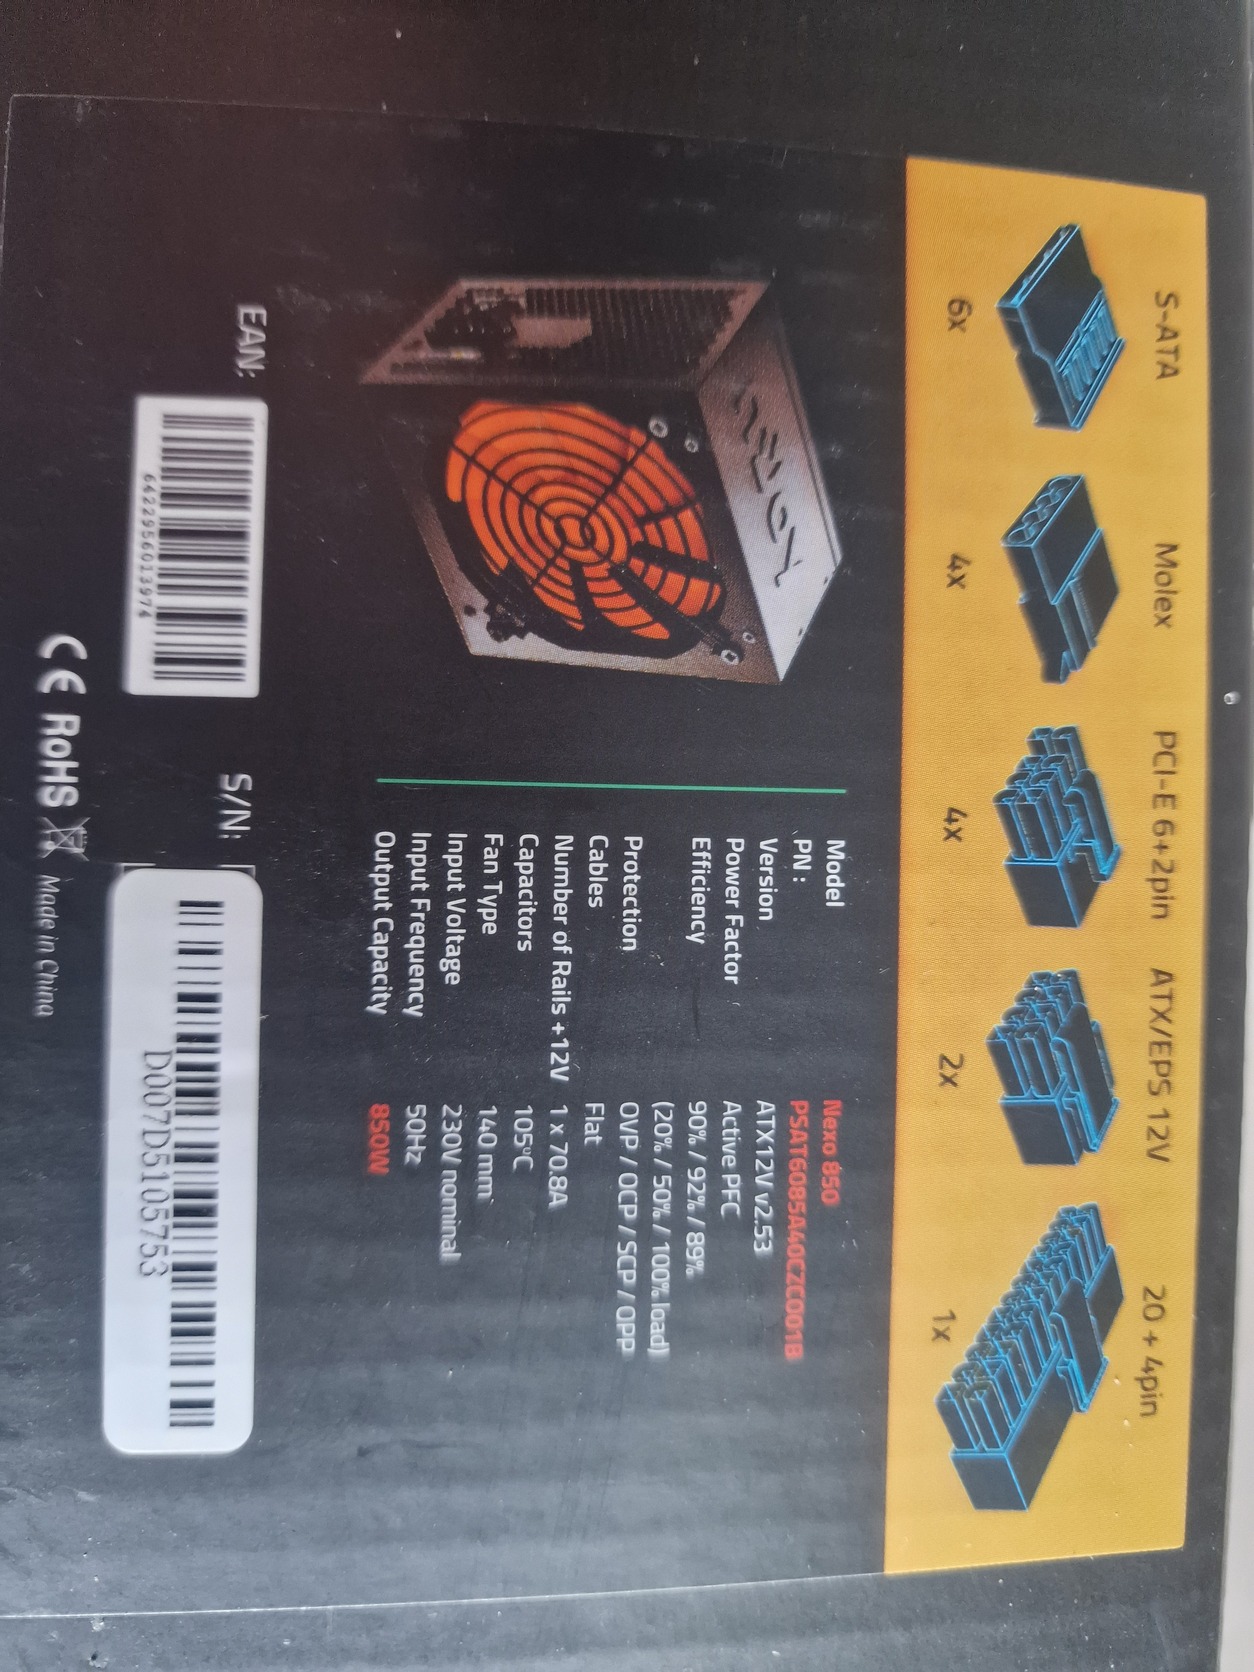 S-ATA
Molex
PCI-E 6+2pin
ATX/EPS 12V
20 + 4pin
6x
4x
4x
2x
1x
Model Nexo 850
PN : PSAT6085A40CZCO01B
Version ATX12V v2.53
Power Factor Active PFC
Efficiency 90% / 92% / 89%
(20% / 50% / 100% load)
Protection OVP / OCP / SCP / OPP
Cables Flat
Number of Rails +12V 1 x 70.8A
Capacitors 105ºC
Fan Type 140 mm
Input Voltage 230V nominal
Input Frequency 50Hz
Output Capacity 850W
EAN:
6422956013974
S/N:
D007D5105753
CE RoHS Made in China